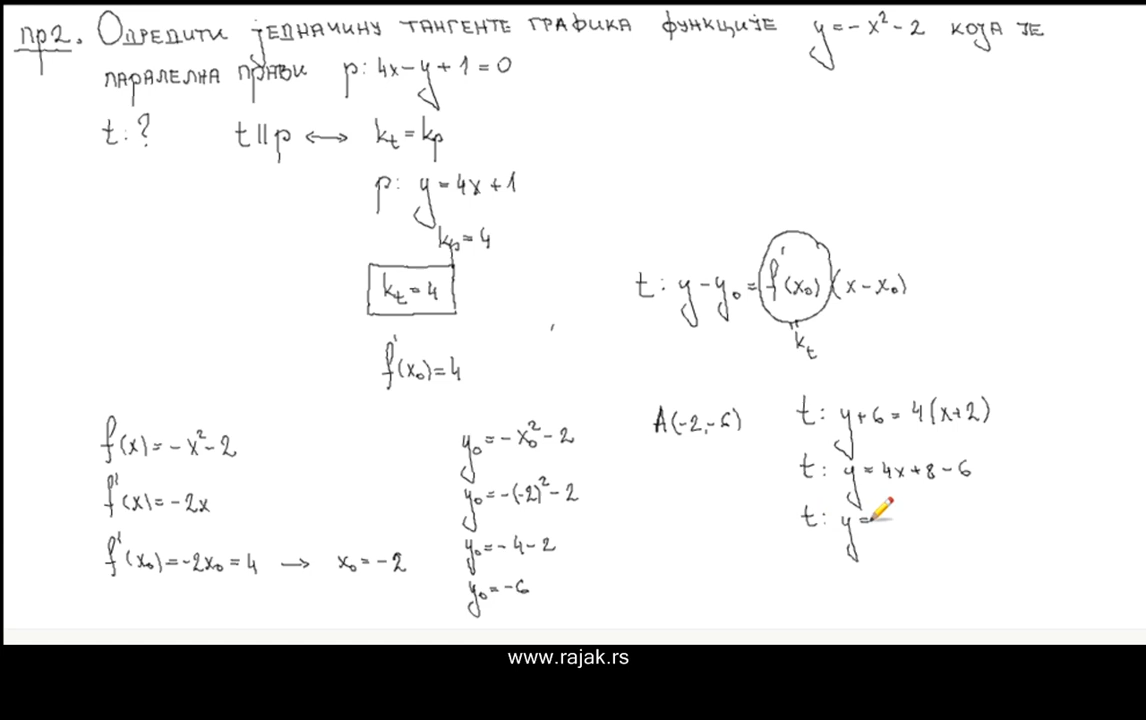 пр2. Одредити једначину тангенте графика функције y = -x² - 2 која је
паралелна прави p: 4x - y + 1 = 0
t: ? t || p ⟷ kₜ = kₚ
p: y = 4x + 1
kₚ = 4
kₜ = 4
t: y - y₀ = f'(x₀)(x - x₀)
kₜ
f'(x₀) = 4
f(x) = -x² - 2
f'(x) = -2x
f'(x₀) = -2x₀ = 4 → x₀ = -2
y₀ = -x₀² - 2
y₀ = -(-2)² - 2
y₀ = -4 - 2
y₀ = -6
A(-2, -6)
t: y + 6 = 4(x + 2)
t: y = 4x + 8 - 6
t: y =
www.rajak.rs